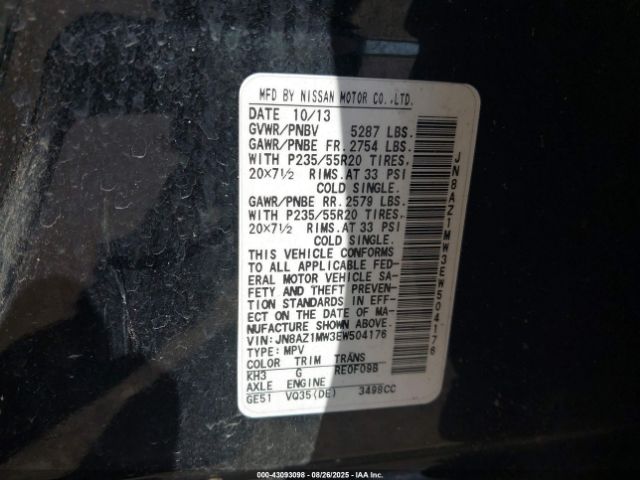 MFD BY NISSAN MOTOR CO.,LTD.
DATE 10/13
GVWR/PNBV 5287 LBS.
GAWR/PNBE FR. 2754 LBS.
WITH P235/55R20 TIRES,
20×7½ RIMS. AT 33 PSI
COLD SINGLE.
GAWR/PNBE RR. 2579 LBS.
WITH P235/55R20 TIRES,
20×7½ RIMS. AT 33 PSI
COLD SINGLE.
THIS VEHICLE CONFORMS
TO ALL APPLICABLE FED-
ERAL MOTOR VEHICLE SA-
FETY AND THEFT PREVEN-
TION STANDARDS IN EFF-
ECT ON THE DATE OF MA-
NUFACTURE SHOWN ABOVE.
VIN: JN8AZ1MW3EW504176
TYPE: MPV
COLOR TRIM TRANS
KH3 G RE0F09B
AXLE ENGINE
GE51 VQ35(DE) 3498CC
JN8AZ1MW3EW504176
000-43093098 - 08/26/2025 - IAAI.COM